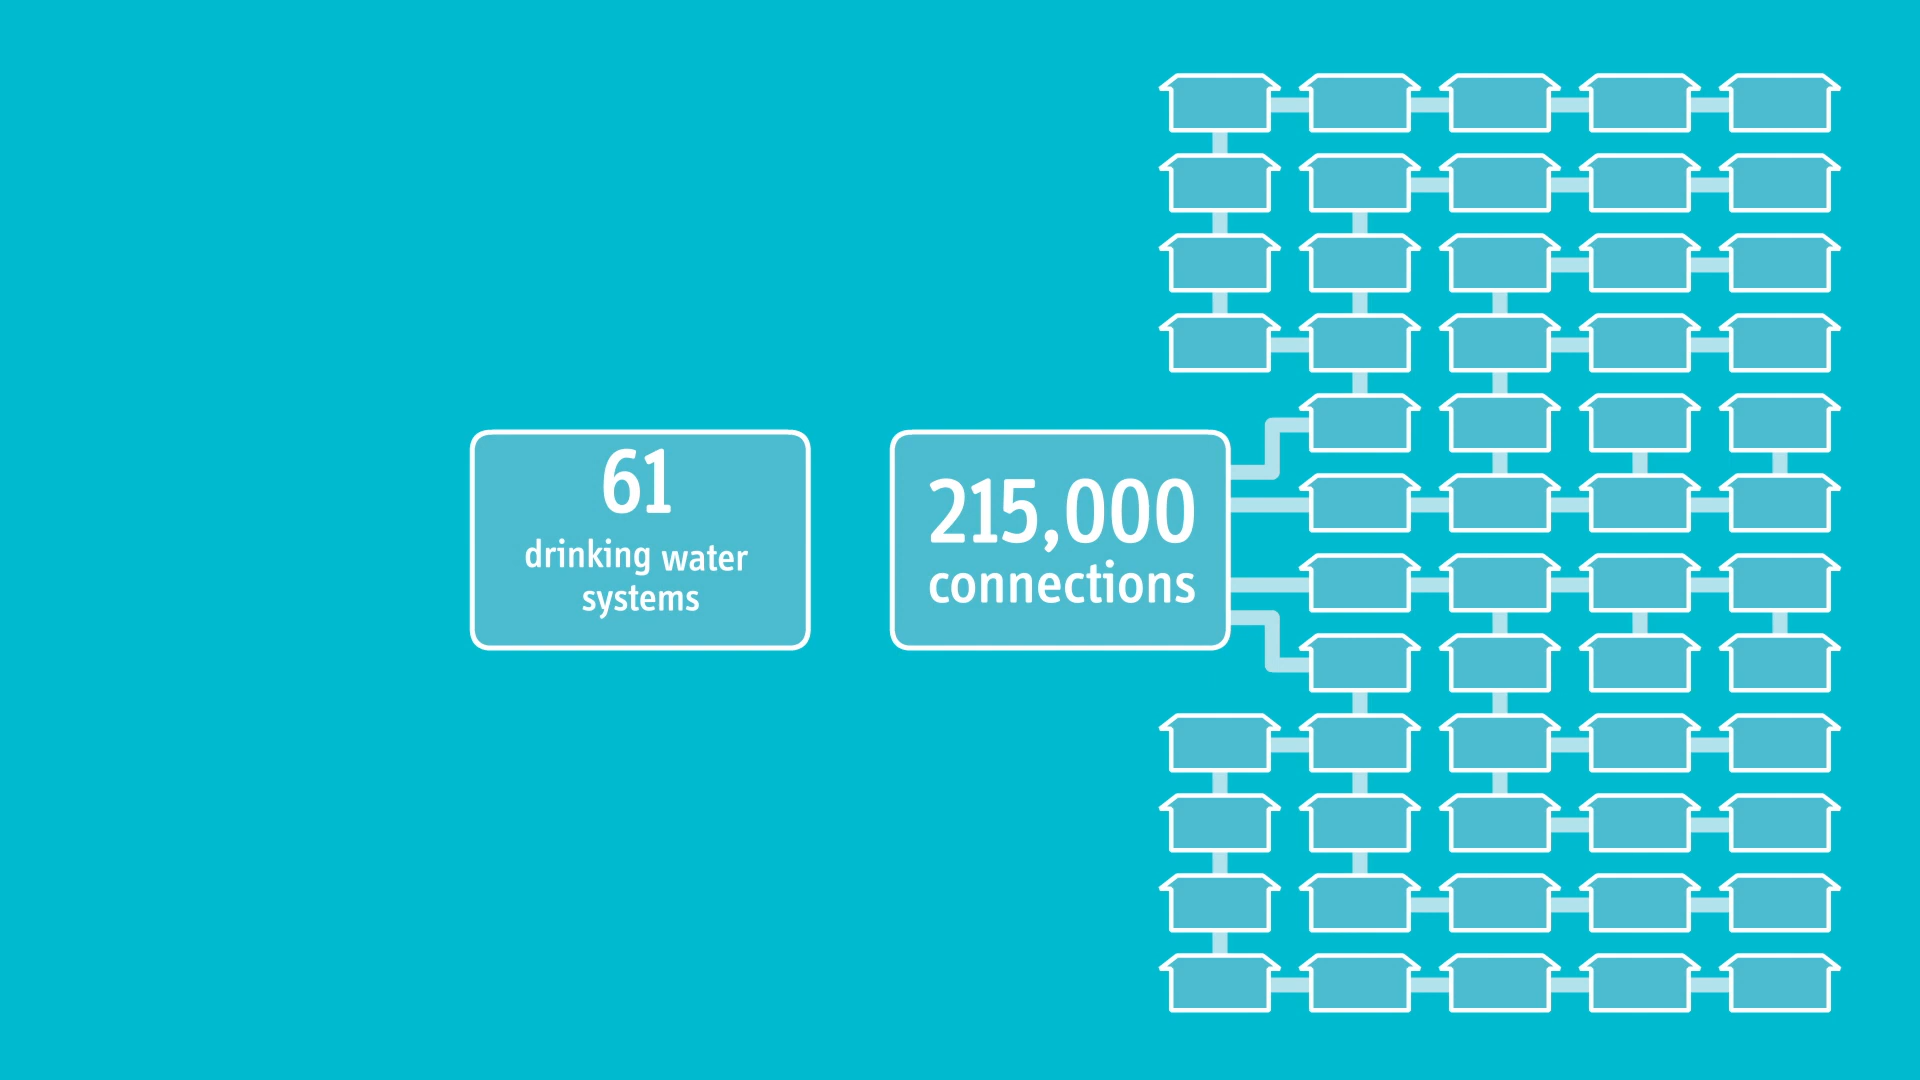 61
drinking water
systems
215,000
connections